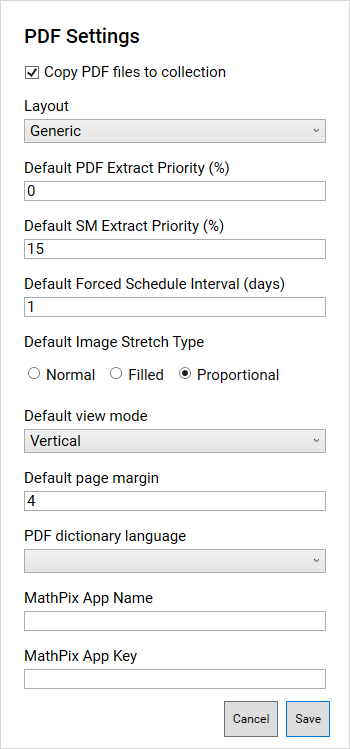 PDF Settings
Copy PDF files to collection
Layout
Generic
Default PDF Extract Priority (%)
0
Default SM Extract Priority (%)
15
Default Forced Schedule Interval (days)
1
Default Image Stretch Type
Normal Filled Proportional
Default view mode
Vertical
Default page margin
4
PDF dictionary language
MathPix App Name
MathPix App Key
Cancel Save